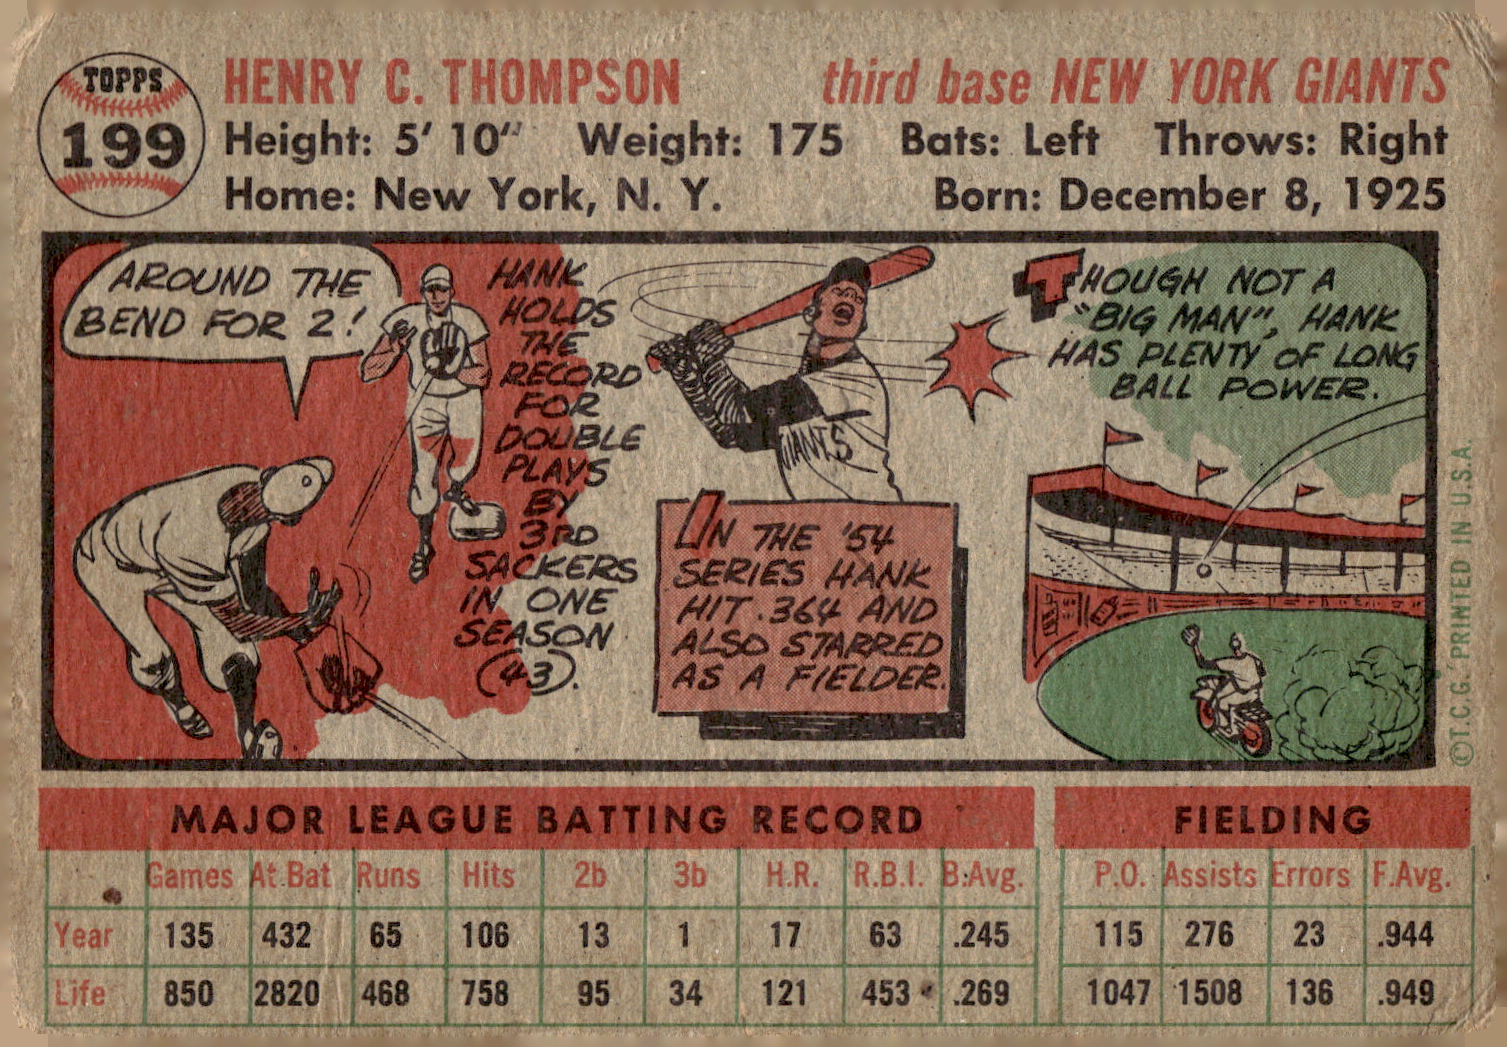 TOPPS
199
HENRY C. THOMPSON third base NEW YORK GIANTS
Height: 5' 10" Weight: 175 Bats: Left Throws: Right
Home: New York, N. Y. Born: December 8, 1925
AROUND THE
BEND FOR 2!
HANK
HOLDS
THE
RECORD
FOR
DOUBLE
PLAYS
BY
3RD
SACKERS
IN ONE
SEASON
(43).
GIANTS
IN THE '54
SERIES HANK
HIT .364 AND
ALSO STARRED
AS A FIELDER.
THOUGH NOT A
"BIG MAN", HANK
HAS PLENTY OF LONG
BALL POWER.
©T.C.G. PRINTED IN U.S.A.
MAJOR LEAGUE BATTING RECORD FIELDING
Games At Bat Runs Hits 2b 3b H.R. R.B.I. B.Avg. P.O. Assists Errors F.Avg.
Year 135 432 65 106 13 1 17 63 .245 115 276 23 .944
Life 850 2820 468 758 95 34 121 453 .269 1047 1508 136 .949